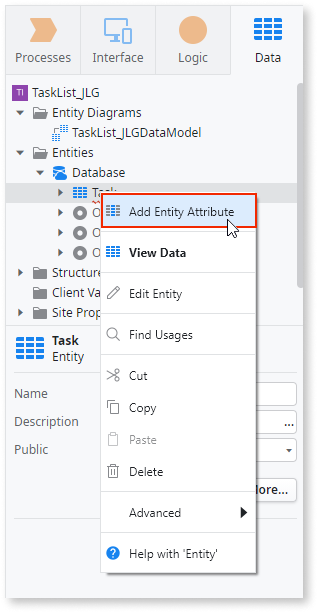 Processes
Interface
Logic
Data
TI TaskList_JLG
Entity Diagrams
TaskList_JLGDataModel
Entities
Database
Task
O
Add Entity Attribute
O
O
View Data
Structure
Client Va
Edit Entity
Site Prop
Find Usages
Task
Entity
Cut
Name
Copy
Description
...
Paste
Public
Delete
More...
Advanced
Help with 'Entity'